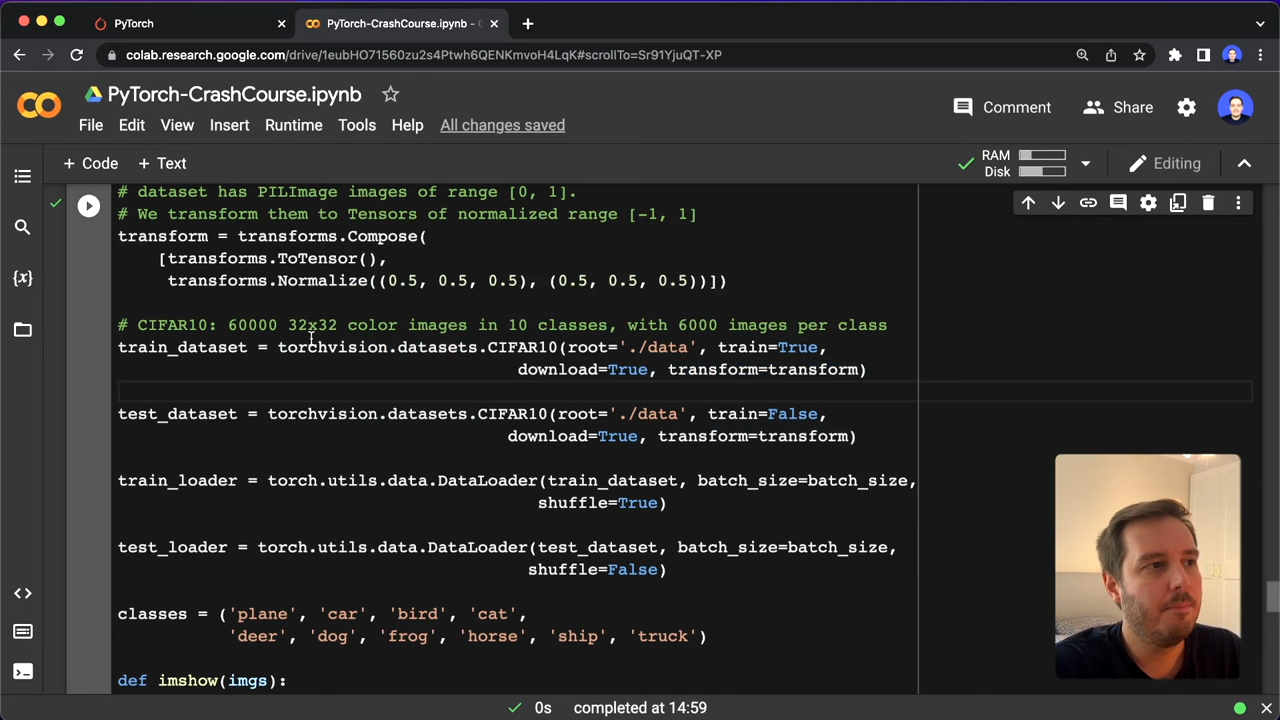 PyTorch
PyTorch-CrashCourse.ipynb - C
colab.research.google.com/drive/1eubHO71560zu2s4Ptwh6QENKmvoH4LqK#scrollTo=Sr91YjuQT-XP
PyTorch-CrashCourse.ipynb
Comment
Share
File Edit View Insert Runtime Tools Help All changes saved
+ Code + Text
RAM
Disk
Editing
# dataset has PILImage images of range [0, 1].
# We transform them to Tensors of normalized range [-1, 1]
transform = transforms.Compose(
[transforms.ToTensor(),
transforms.Normalize((0.5, 0.5, 0.5), (0.5, 0.5, 0.5))])
# CIFAR10: 60000 32x32 color images in 10 classes, with 6000 images per class
train_dataset = torchvision.datasets.CIFAR10(root='./data', train=True,
download=True, transform=transform)
test_dataset = torchvision.datasets.CIFAR10(root='./data', train=False,
download=True, transform=transform)
train_loader = torch.utils.data.DataLoader(train_dataset, batch_size=batch_size,
shuffle=True)
test_loader = torch.utils.data.DataLoader(test_dataset, batch_size=batch_size,
shuffle=False)
classes = ('plane', 'car', 'bird', 'cat',
'deer', 'dog', 'frog', 'horse', 'ship', 'truck')
def imshow(imgs):
0s completed at 14:59